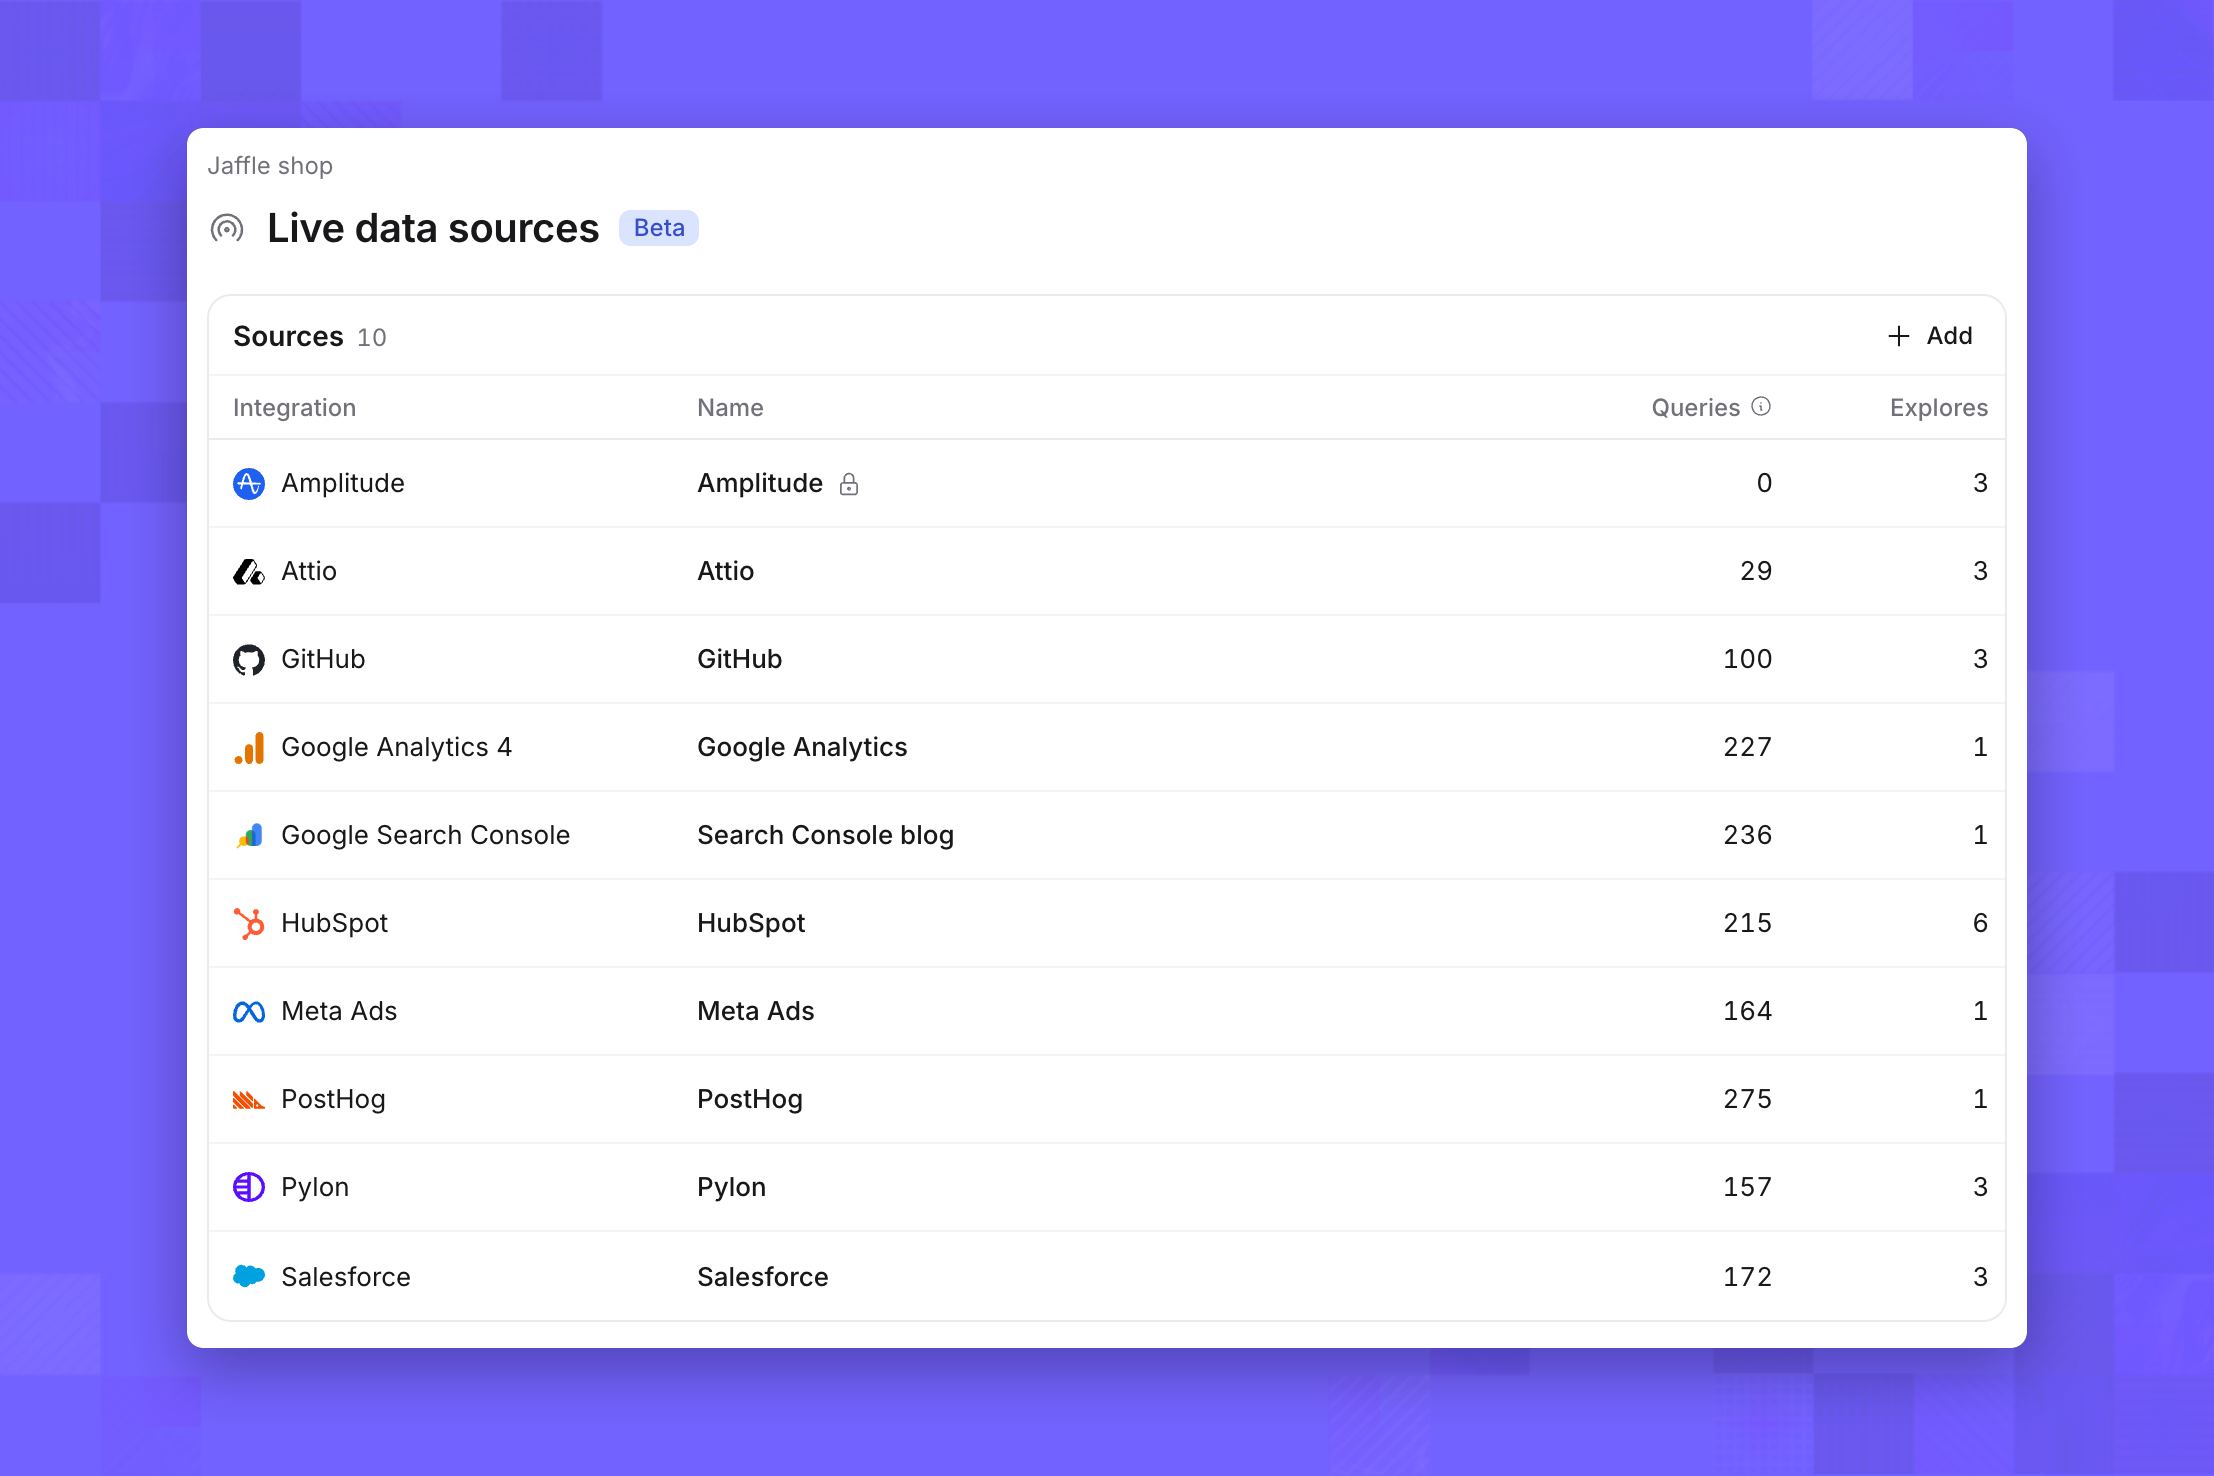 Jaffle shop
Live data sources Beta
Sources 10 + Add
Integration Name Queries Explores
Amplitude Amplitude 0 3
Attio Attio 29 3
GitHub GitHub 100 3
Google Analytics 4 Google Analytics 227 1
Google Search Console Search Console blog 236 1
HubSpot HubSpot 215 6
Meta Ads Meta Ads 164 1
PostHog PostHog 275 1
Pylon Pylon 157 3
Salesforce Salesforce 172 3